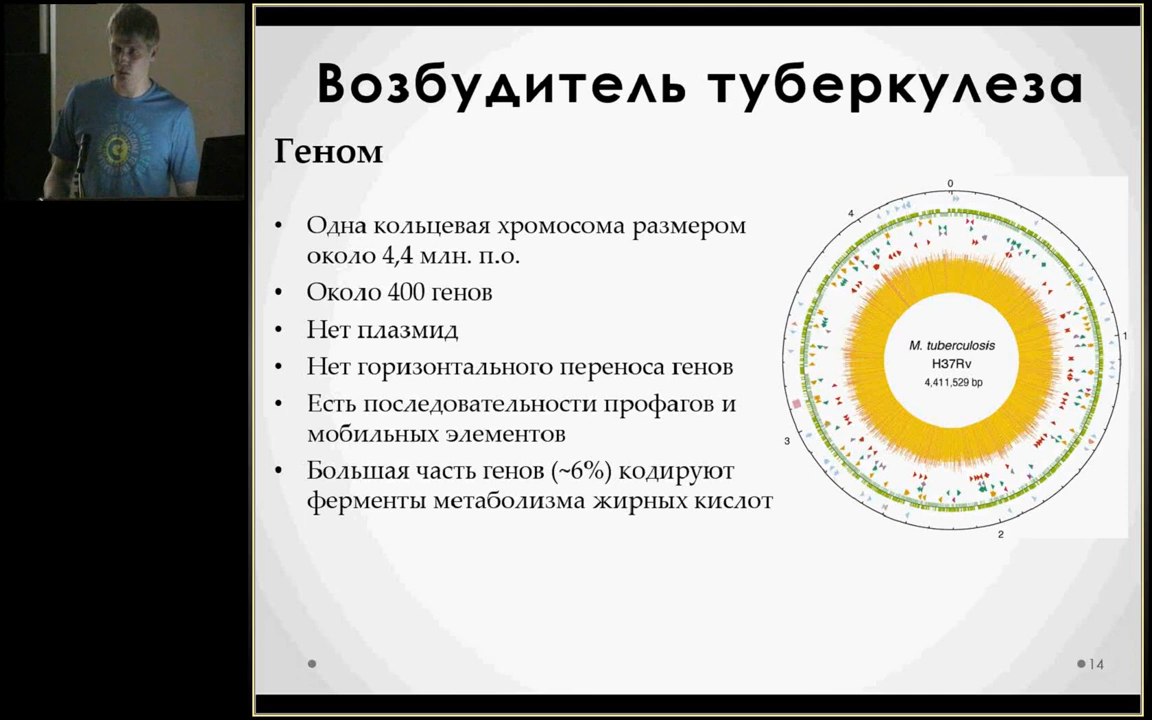 Возбудитель туберкулеза
Геном
• Одна кольцевая хромосома размером
около 4,4 млн. п.о.
• Около 400 генов
• Нет плазмид
• Нет горизонтального переноса генов
• Есть последовательности профагов и
мобильных элементов
• Большая часть генов (~6%) кодируют
ферменты метаболизма жирных кислот
0
4
1
M. tuberculosis
H37Rv
4,411,529 bp
3
2
14